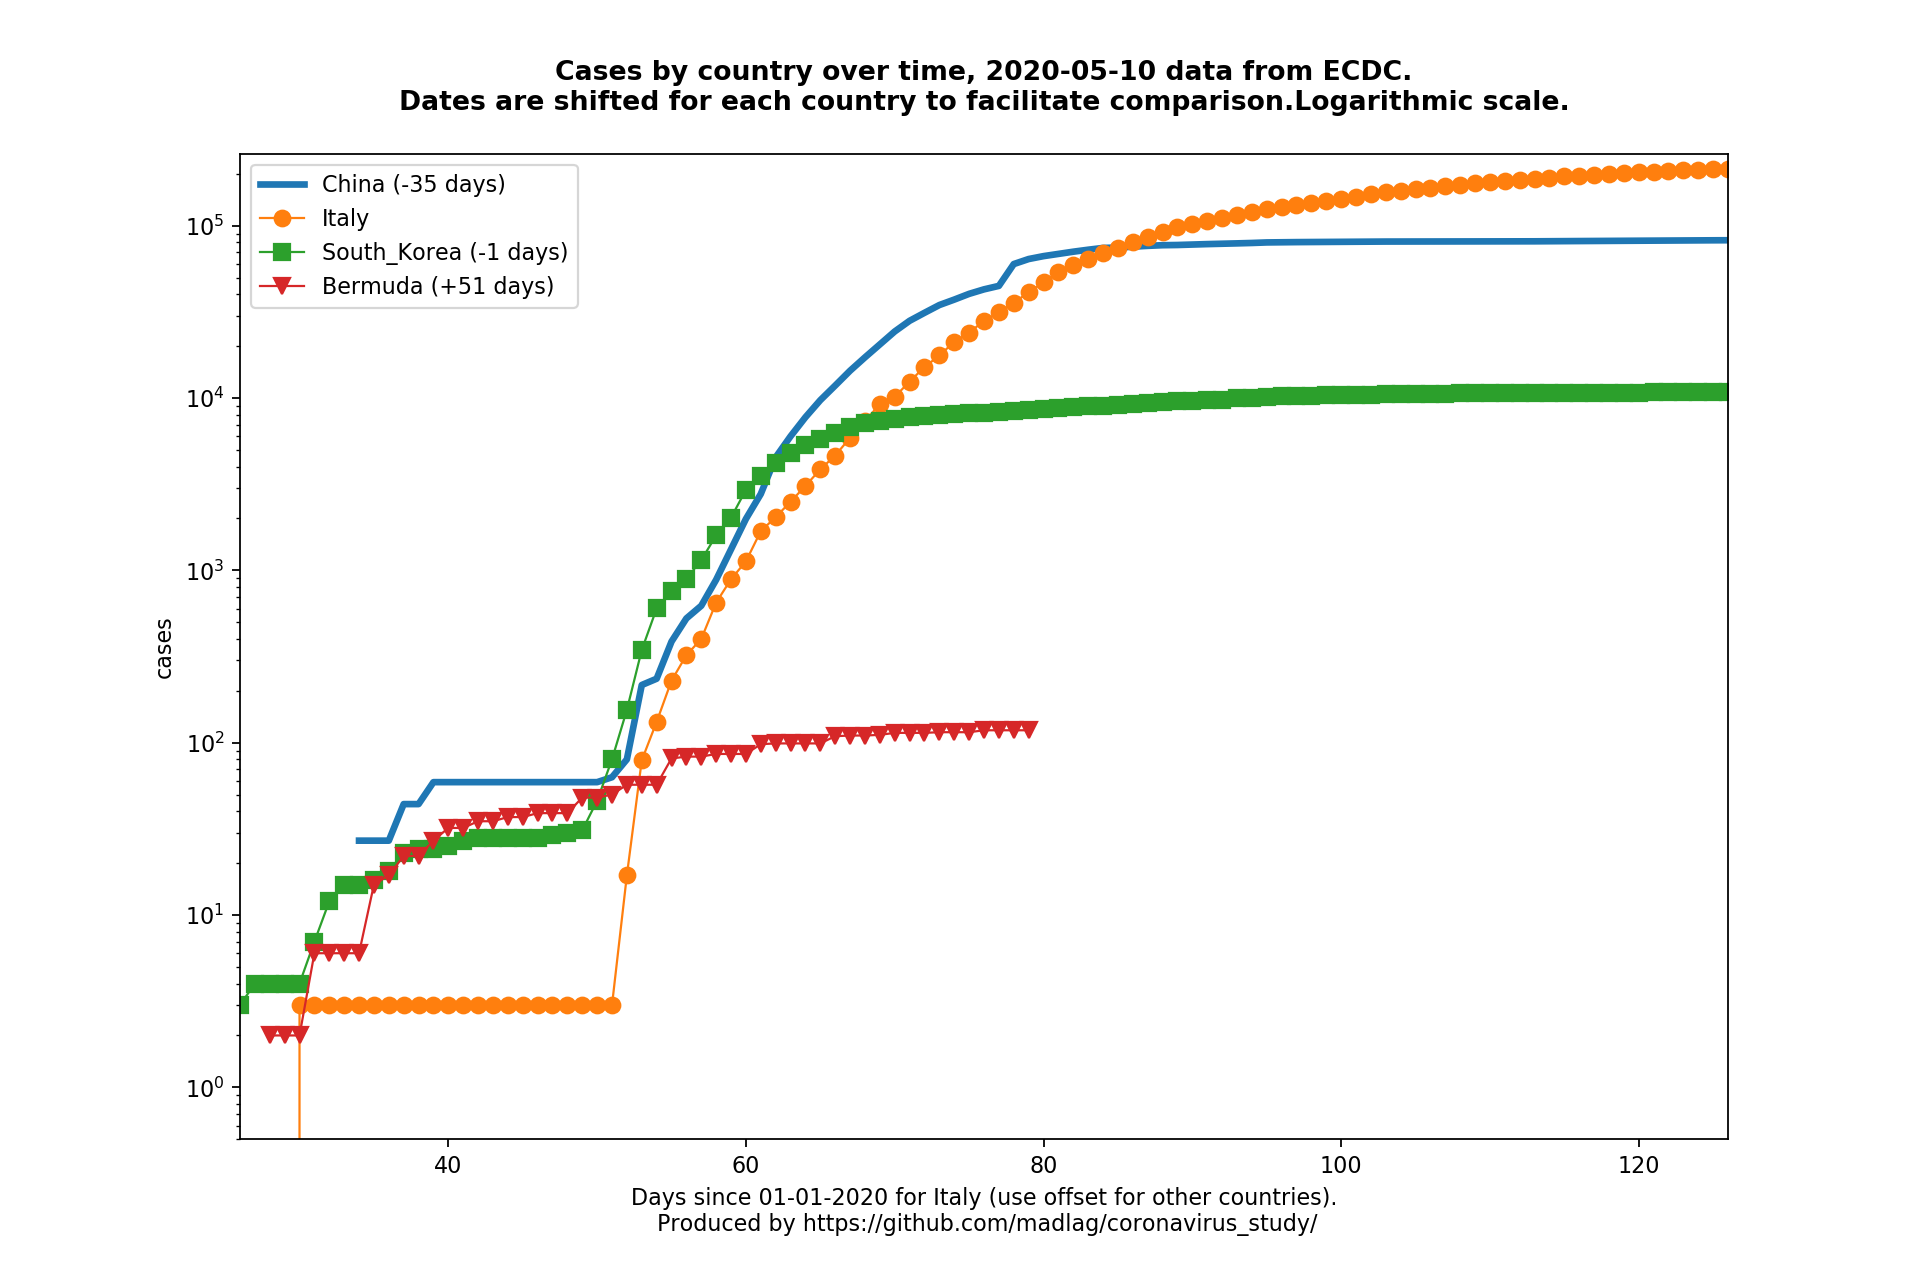 Cases by country over time, 2020-05-10 data from ECDC.
Dates are shifted for each country to facilitate comparison.Logarithmic scale.
China (-35 days)
Italy
South_Korea (-1 days)
Bermuda (+51 days)
10^5
10^4
10^3
10^2
10^1
10^0
cases
40 60 80 100 120
Days since 01-01-2020 for Italy (use offset for other countries).
Produced by https://github.com/madlag/coronavirus_study/